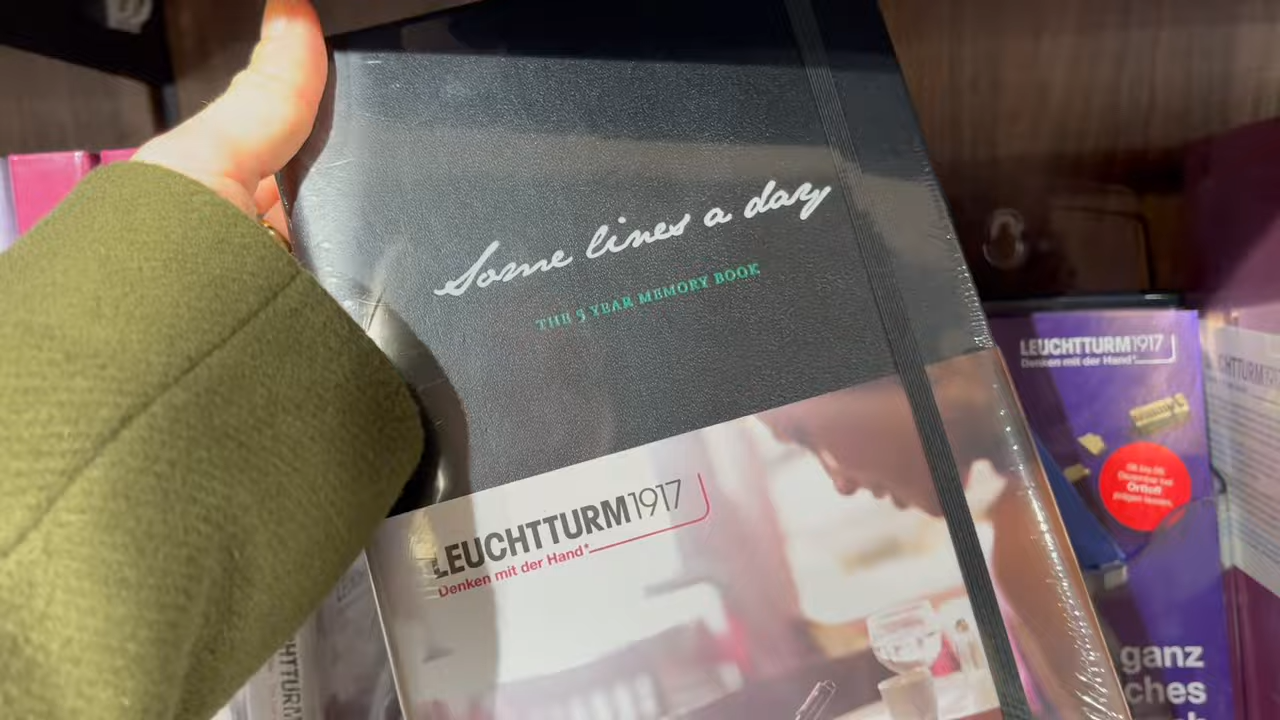 Some lines a day
THE 5 YEAR MEMORY BOOK
LEUCHTTURM1917
Denken mit der Hand*
LEUCHTTURM1917
Denken mit der Hand*
ganz
ches